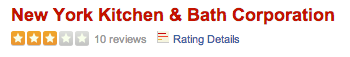 New York Kitchen & Bath Corporation
10 reviews Rating Details